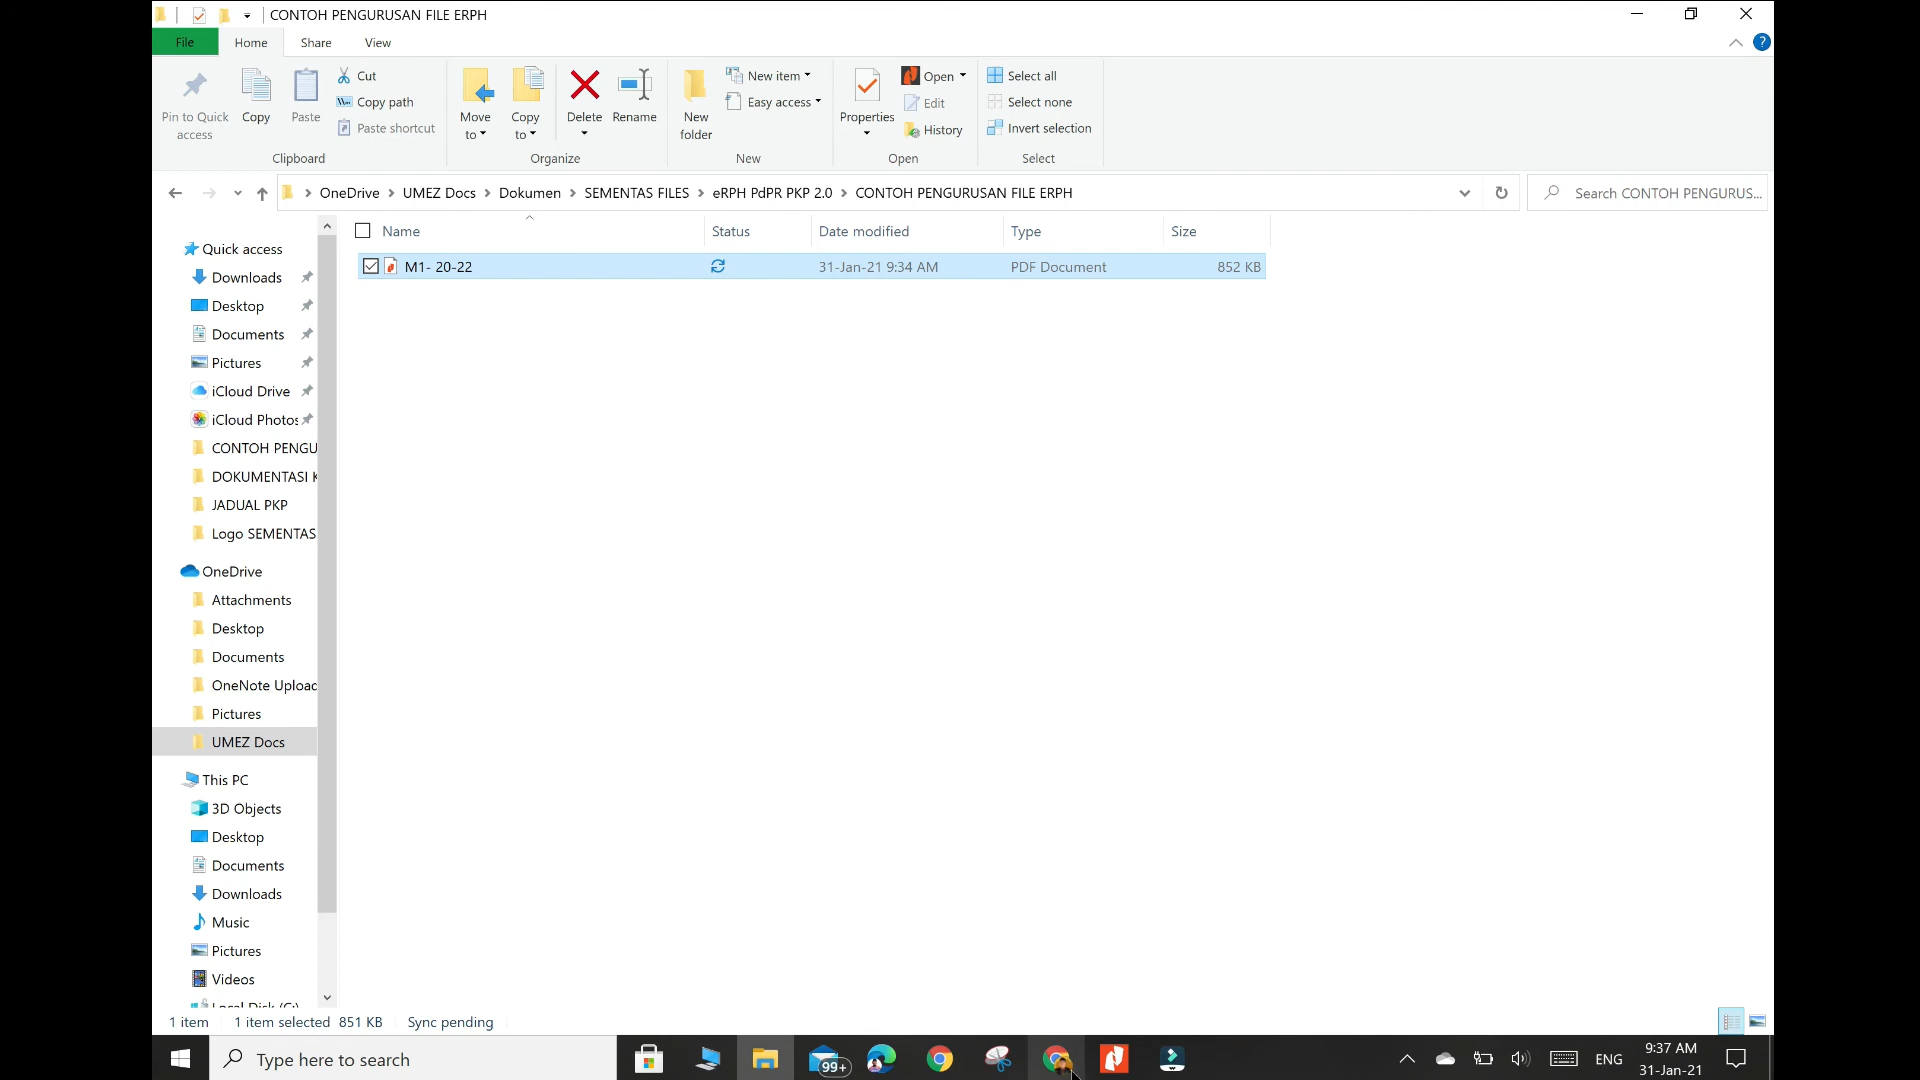 CONTOH PENGURUSAN FILE ERPH
File
Home
Share
View
Pin to Quick
access
Copy
Paste
Cut
Copy path
Paste shortcut
Clipboard
Move
to
Copy
to
Delete
Rename
Organize
New
folder
New item
Easy access
New
Properties
Open
Edit
History
Open
Select all
Select none
Invert selection
Select
OneDrive
UMEZ Docs
Dokumen
SEMENTAS FILES
eRPH PdPR PKP 2.0
CONTOH PENGURUSAN FILE ERPH
Search CONTOH PENGURUS...
Name
Status
Date modified
Type
Size
M1- 20-22
31-Jan-21 9:34 AM
PDF Document
852 KB
Quick access
Downloads
Desktop
Documents
Pictures
iCloud Drive
iCloud Photos
CONTOH PENGU
DOKUMENTASI K
JADUAL PKP
Logo SEMENTAS
OneDrive
Attachments
Desktop
Documents
OneNote Upload
Pictures
UMEZ Docs
This PC
3D Objects
Desktop
Documents
Downloads
Music
Pictures
Videos
Local Disk (C:)
1 item
1 item selected 851 KB
Sync pending
Type here to search
99+
ENG
9:37 AM
31-Jan-21